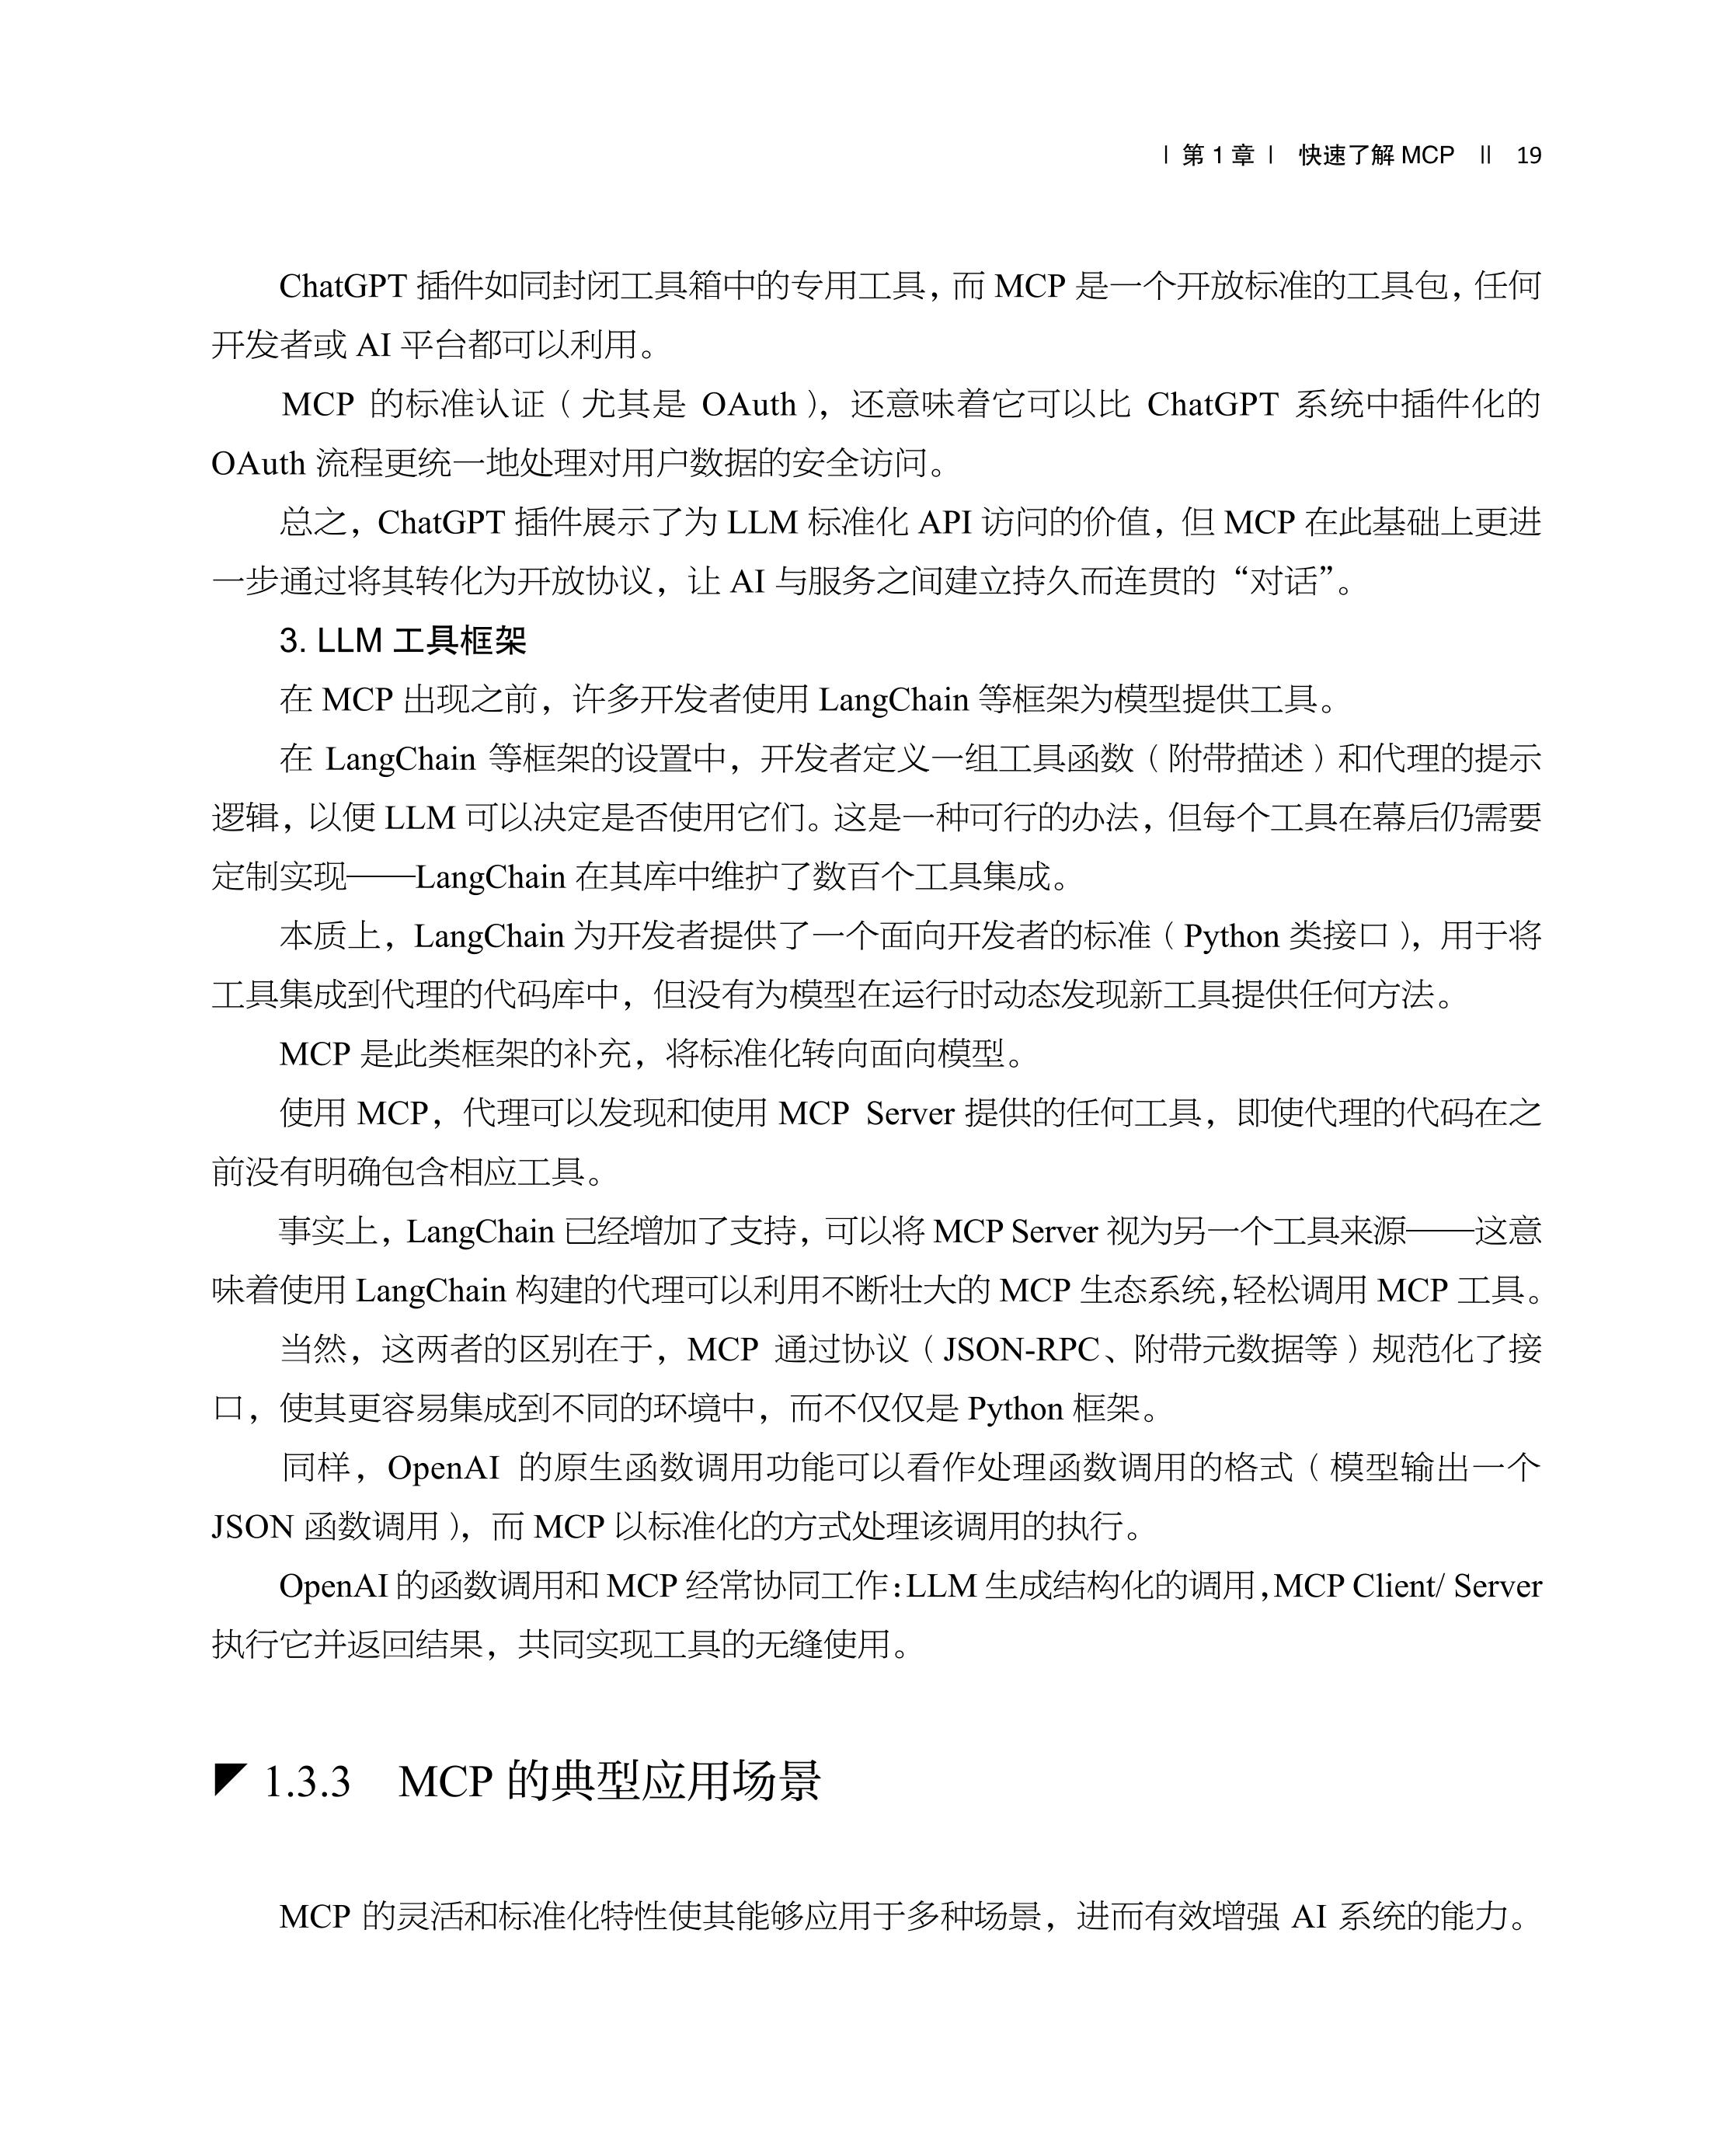 | 第 1 章 | 快速了解 MCP || 19
ChatGPT 插件如同封闭工具箱中的专用工具，而 MCP 是一个开放标准的工具包，任何
开发者或 AI 平台都可以利用。
MCP 的标准认证（尤其是 OAuth），还意味着它可以比 ChatGPT 系统中插件化的
OAuth 流程更统一地处理对用户数据的安全访问。
总之，ChatGPT 插件展示了为 LLM 标准化 API 访问的价值，但 MCP 在此基础上更进
一步通过将其转化为开放协议，让 AI 与服务之间建立持久而连贯的“对话”。
3. LLM 工具框架
在 MCP 出现之前，许多开发者使用 LangChain 等框架为模型提供工具。
在 LangChain 等框架的设置中，开发者定义一组工具函数（附带描述）和代理的提示
逻辑，以便 LLM 可以决定是否使用它们。这是一种可行的办法，但每个工具在幕后仍需要
定制实现——LangChain 在其库中维护了数百个工具集成。
本质上，LangChain 为开发者提供了一个面向开发者的标准（Python 类接口），用于将
工具集成到代理的代码库中，但没有为模型在运行时动态发现新工具提供任何方法。
MCP 是此类框架的补充，将标准化转向面向模型。
使用 MCP，代理可以发现和使用 MCP Server 提供的任何工具，即使代理的代码在之
前没有明确包含相应工具。
事实上，LangChain 已经增加了支持，可以将 MCP Server 视为另一个工具来源——这意
味着使用 LangChain 构建的代理可以利用不断壮大的 MCP 生态系统，轻松调用 MCP 工具。
当然，这两者的区别在于，MCP 通过协议（JSON-RPC、附带元数据等）规范化了接
口，使其更容易集成到不同的环境中，而不仅仅是 Python 框架。
同样，OpenAI 的原生函数调用功能可以看作处理函数调用的格式（模型输出一个
JSON 函数调用），而 MCP 以标准化的方式处理该调用的执行。
OpenAI 的函数调用和 MCP 经常协同工作：LLM 生成结构化的调用，MCP Client/ Server
执行它并返回结果，共同实现工具的无缝使用。
1.3.3 MCP 的典型应用场景
MCP 的灵活和标准化特性使其能够应用于多种场景，进而有效增强 AI 系统的能力。